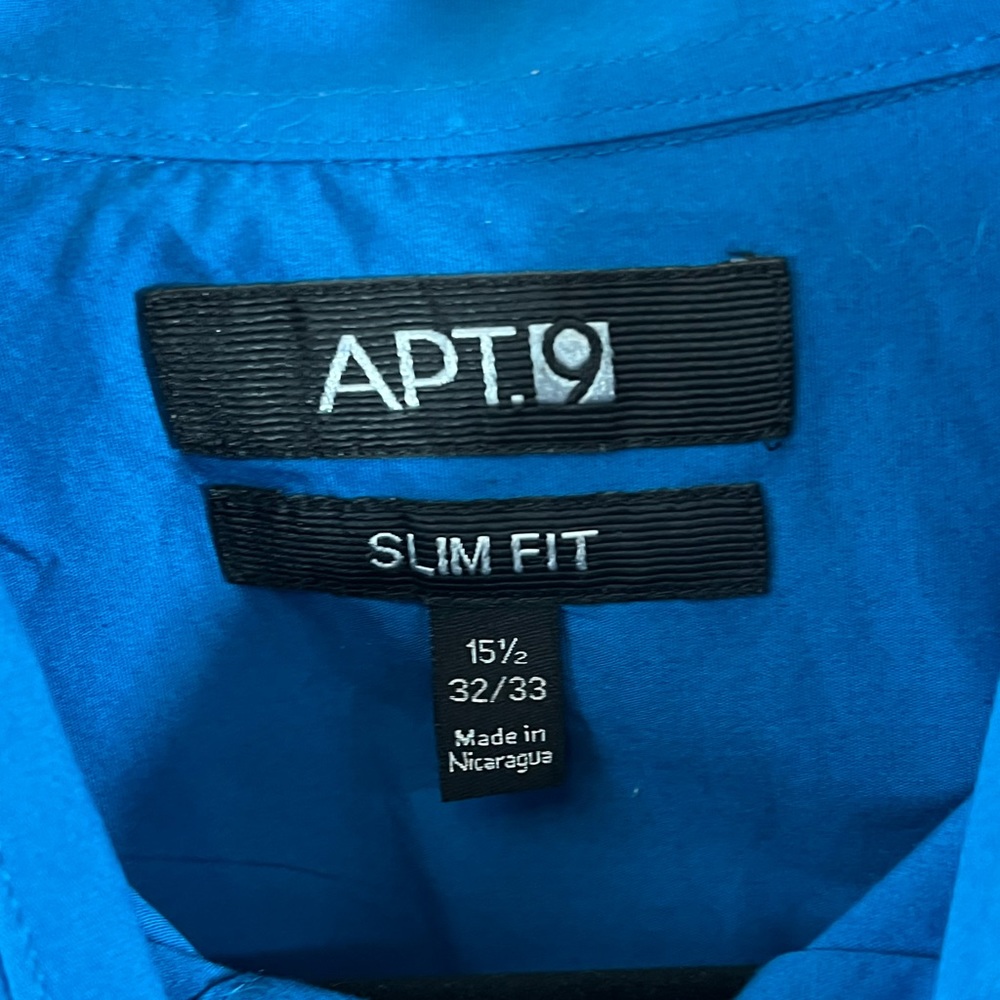 APT.9
SLIM FIT
15½
32/33
Made in
Nicaragua